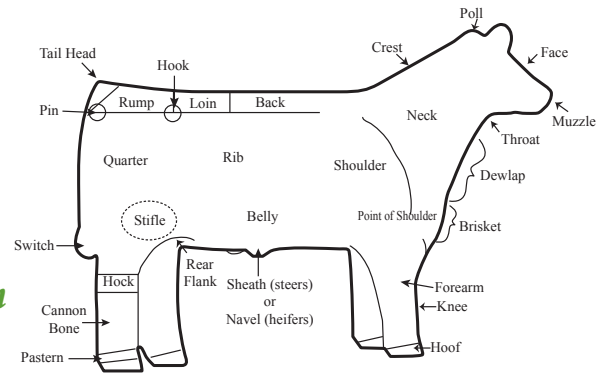 Poll
Crest
Face
Tail Head
Hook
Pin
Rump
Loin
Back
Neck
Muzzle
Throat
Quarter
Rib
Shoulder
Dewlap
Stifle
Belly
Point of Shoulder
Brisket
Switch
Rear
Flank
Hock
Sheath (steers)
or
Navel (heifers)
Forearm
Knee
Cannon
Bone
Hoof
Pastern